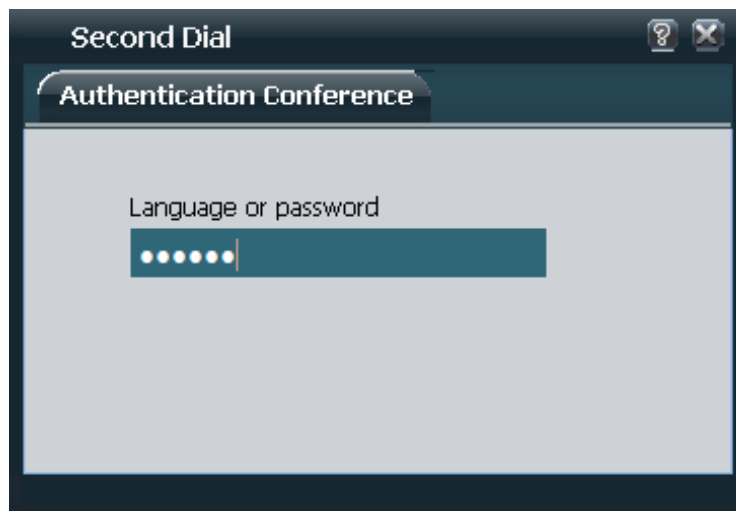 Second Dial
Authentication Conference
Language or password
●●●●●●